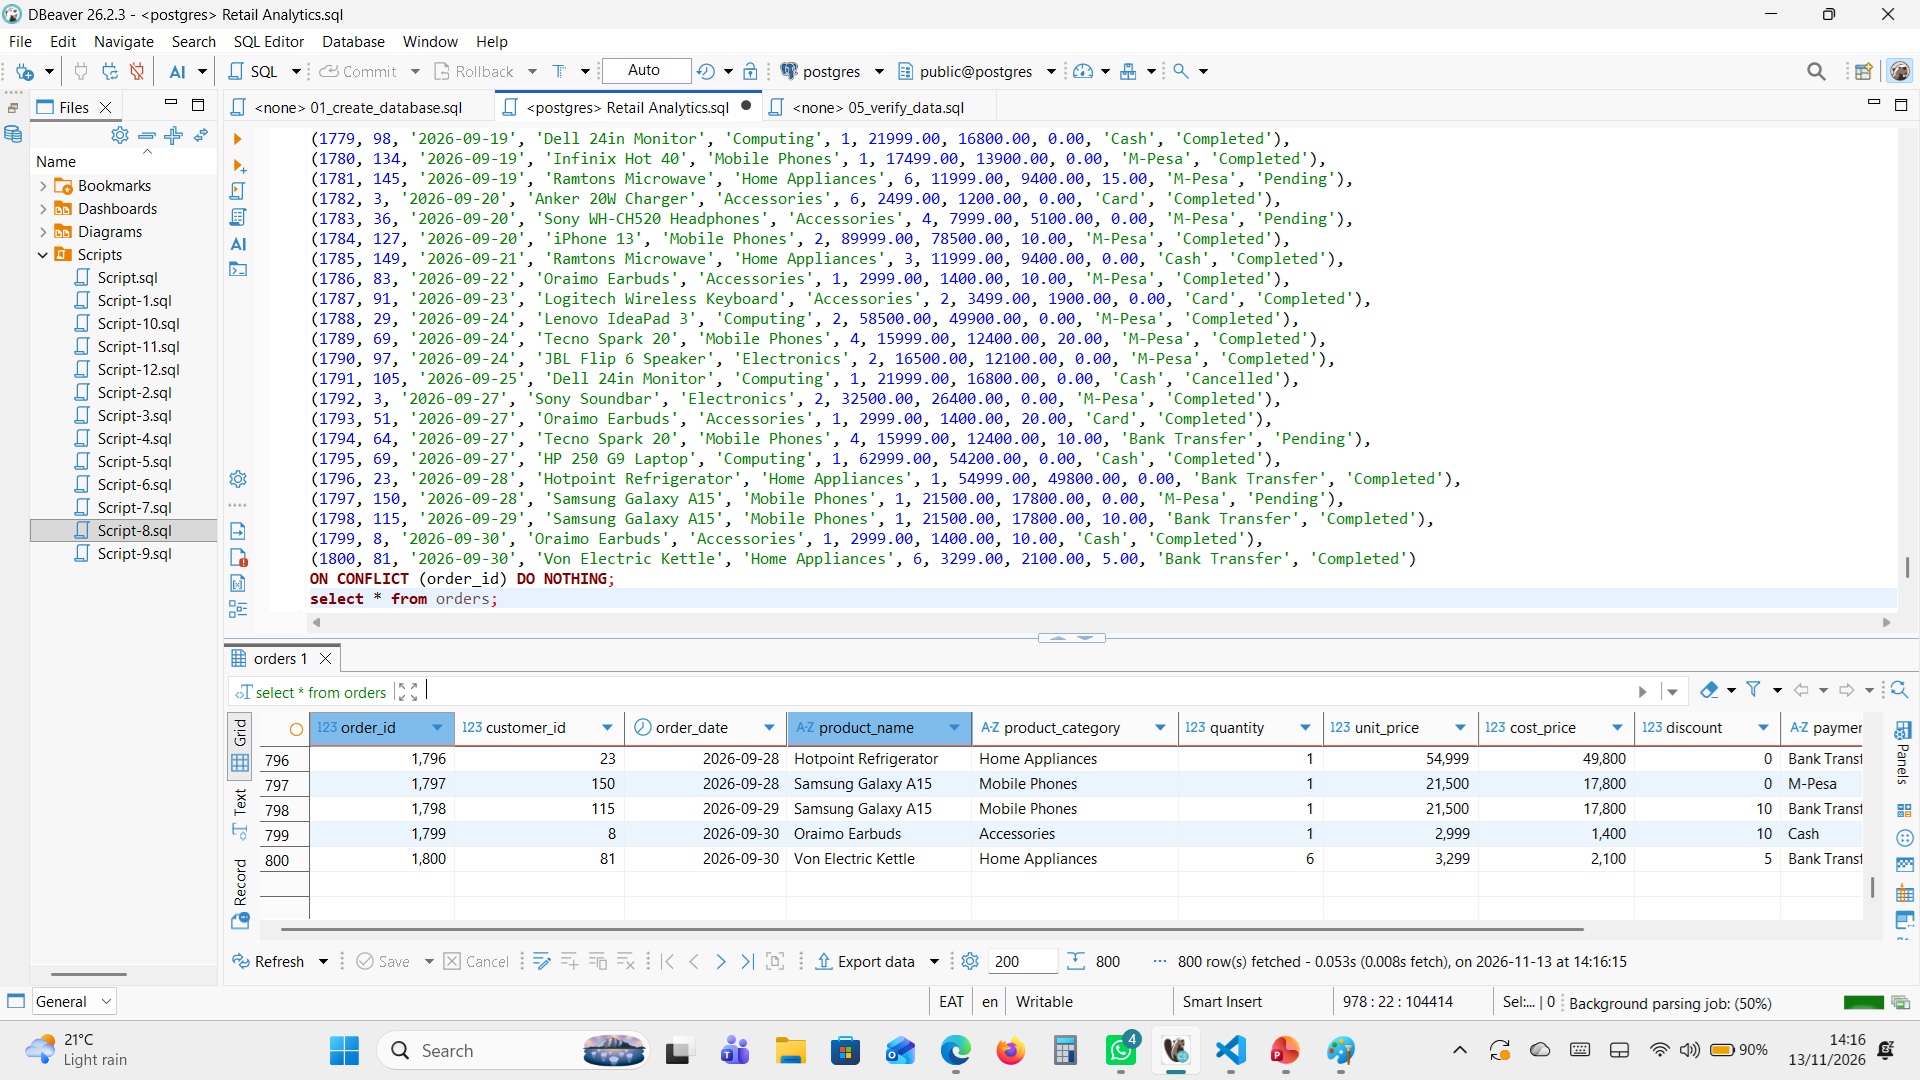 DBeaver 26.2.3 - <postgres> Retail Analytics.sql
File Edit Navigate Search SQL Editor Database Window Help
AI SQL Commit Rollback Auto postgres public@postgres
Files <none> 01_create_database.sql <postgres> Retail Analytics.sql <none> 05_verify_data.sql
Name
Bookmarks
Dashboards
Diagrams
Scripts
Script.sql
Script-1.sql
Script-10.sql
Script-11.sql
Script-12.sql
Script-2.sql
Script-3.sql
Script-4.sql
Script-5.sql
Script-6.sql
Script-7.sql
Script-8.sql
Script-9.sql
AI
(1779, 98, '2026-09-19', 'Dell 24in Monitor', 'Computing', 1, 21999.00, 16800.00, 0.00, 'Cash', 'Completed'),
(1780, 134, '2026-09-19', 'Infinix Hot 40', 'Mobile Phones', 1, 17499.00, 13900.00, 0.00, 'M-Pesa', 'Completed'),
(1781, 145, '2026-09-19', 'Ramtons Microwave', 'Home Appliances', 6, 11999.00, 9400.00, 15.00, 'M-Pesa', 'Pending'),
(1782, 3, '2026-09-20', 'Anker 20W Charger', 'Accessories', 6, 2499.00, 1200.00, 0.00, 'Card', 'Completed'),
(1783, 36, '2026-09-20', 'Sony WH-CH520 Headphones', 'Accessories', 4, 7999.00, 5100.00, 0.00, 'M-Pesa', 'Pending'),
(1784, 127, '2026-09-20', 'iPhone 13', 'Mobile Phones', 2, 89999.00, 78500.00, 10.00, 'M-Pesa', 'Completed'),
(1785, 149, '2026-09-21', 'Ramtons Microwave', 'Home Appliances', 3, 11999.00, 9400.00, 0.00, 'Cash', 'Completed'),
(1786, 83, '2026-09-22', 'Oraimo Earbuds', 'Accessories', 1, 2999.00, 1400.00, 10.00, 'M-Pesa', 'Completed'),
(1787, 91, '2026-09-23', 'Logitech Wireless Keyboard', 'Accessories', 2, 3499.00, 1900.00, 0.00, 'Card', 'Completed'),
(1788, 29, '2026-09-24', 'Lenovo IdeaPad 3', 'Computing', 2, 58500.00, 49900.00, 0.00, 'M-Pesa', 'Completed'),
(1789, 69, '2026-09-24', 'Tecno Spark 20', 'Mobile Phones', 4, 15999.00, 12400.00, 20.00, 'M-Pesa', 'Completed'),
(1790, 97, '2026-09-24', 'JBL Flip 6 Speaker', 'Electronics', 2, 16500.00, 12100.00, 0.00, 'M-Pesa', 'Completed'),
(1791, 105, '2026-09-25', 'Dell 24in Monitor', 'Computing', 1, 21999.00, 16800.00, 0.00, 'Cash', 'Cancelled'),
(1792, 3, '2026-09-27', 'Sony Soundbar', 'Electronics', 2, 32500.00, 26400.00, 0.00, 'M-Pesa', 'Completed'),
(1793, 51, '2026-09-27', 'Oraimo Earbuds', 'Accessories', 1, 2999.00, 1400.00, 20.00, 'Card', 'Completed'),
(1794, 64, '2026-09-27', 'Tecno Spark 20', 'Mobile Phones', 4, 15999.00, 12400.00, 10.00, 'Bank Transfer', 'Pending'),
(1795, 69, '2026-09-27', 'HP 250 G9 Laptop', 'Computing', 1, 62999.00, 54200.00, 0.00, 'Cash', 'Completed'),
(1796, 23, '2026-09-28', 'Hotpoint Refrigerator', 'Home Appliances', 1, 54999.00, 49800.00, 0.00, 'Bank Transfer', 'Completed'),
(1797, 150, '2026-09-28', 'Samsung Galaxy A15', 'Mobile Phones', 1, 21500.00, 17800.00, 0.00, 'M-Pesa', 'Pending'),
(1798, 115, '2026-09-29', 'Samsung Galaxy A15', 'Mobile Phones', 1, 21500.00, 17800.00, 10.00, 'Bank Transfer', 'Completed'),
(1799, 8, '2026-09-30', 'Oraimo Earbuds', 'Accessories', 1, 2999.00, 1400.00, 10.00, 'Cash', 'Completed'),
(1800, 81, '2026-09-30', 'Von Electric Kettle', 'Home Appliances', 6, 3299.00, 2100.00, 5.00, 'Bank Transfer', 'Completed')
ON CONFLICT (order_id) DO NOTHING;
select * from orders;
orders 1
select * from orders
Grid
Text
Record
Panels
123 order_id 123 customer_id order_date A-Z product_name A-Z product_category 123 quantity 123 unit_price 123 cost_price 123 discount A-Z paymer
796 1,796 23 2026-09-28 Hotpoint Refrigerator Home Appliances 1 54,999 49,800 0 Bank Transf
797 1,797 150 2026-09-28 Samsung Galaxy A15 Mobile Phones 1 21,500 17,800 0 M-Pesa
798 1,798 115 2026-09-29 Samsung Galaxy A15 Mobile Phones 1 21,500 17,800 10 Bank Transf
799 1,799 8 2026-09-30 Oraimo Earbuds Accessories 1 2,999 1,400 10 Cash
800 1,800 81 2026-09-30 Von Electric Kettle Home Appliances 6 3,299 2,100 5 Bank Transf
Refresh Save Cancel Export data 200 800 800 row(s) fetched - 0.053s (0.008s fetch), on 2026-11-13 at 14:16:15
General EAT en Writable Smart Insert 978 : 22 : 104414 Sel:... | 0 Background parsing job: (50%)
21°C
Light rain
Search
4
90%
14:16
13/11/2026